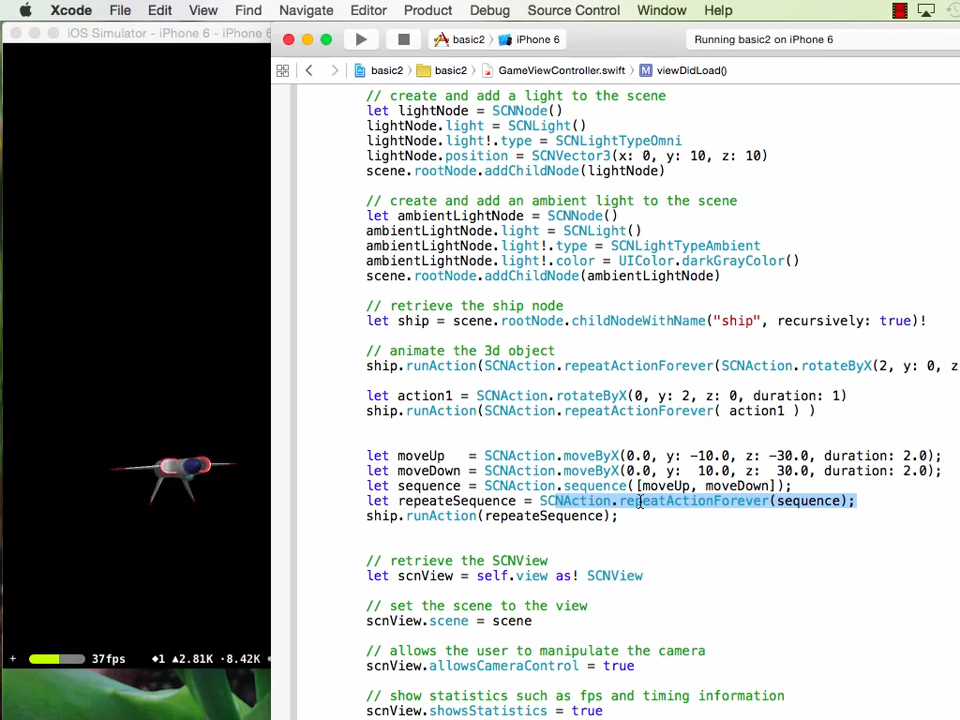 Xcode File Edit View Find Navigate Editor Product Debug Source Control Window Help
iOS Simulator - iPhone 6 - iPhone 6
basic2 iPhone 6 Running basic2 on iPhone 6
basic2 basic2 GameViewController.swift M viewDidLoad()
// create and add a light to the scene
let lightNode = SCNNode()
lightNode.light = SCNLight()
lightNode.light!.type = SCNLightTypeOmni
lightNode.position = SCNVector3(x: 0, y: 10, z: 10)
scene.rootNode.addChildNode(lightNode)
// create and add an ambient light to the scene
let ambientLightNode = SCNNode()
ambientLightNode.light = SCNLight()
ambientLightNode.light!.type = SCNLightTypeAmbient
ambientLightNode.light!.color = UIColor.darkGrayColor()
scene.rootNode.addChildNode(ambientLightNode)
// retrieve the ship node
let ship = scene.rootNode.childNodeWithName("ship", recursively: true)!
// animate the 3d object
ship.runAction(SCNAction.repeatActionForever(SCNAction.rotateByX(2, y: 0, z
let action1 = SCNAction.rotateByX(0, y: 2, z: 0, duration: 1)
ship.runAction(SCNAction.repeatActionForever( action1 ) )
let moveUp   = SCNAction.moveByX(0.0, y: -10.0, z: -30.0, duration: 2.0);
let moveDown = SCNAction.moveByX(0.0, y:  10.0, z:  30.0, duration: 2.0);
let sequence = SCNAction.sequence([moveUp, moveDown]);
let repeateSequence = SCNAction.repeatActionForever(sequence);
ship.runAction(repeateSequence);
// retrieve the SCNView
let scnView = self.view as! SCNView
// set the scene to the view
scnView.scene = scene
// allows the user to manipulate the camera
scnView.allowsCameraControl = true
// show statistics such as fps and timing information
scnView.showsStatistics = true
+ 37fps ◆1 ▲2.81K •8.42K